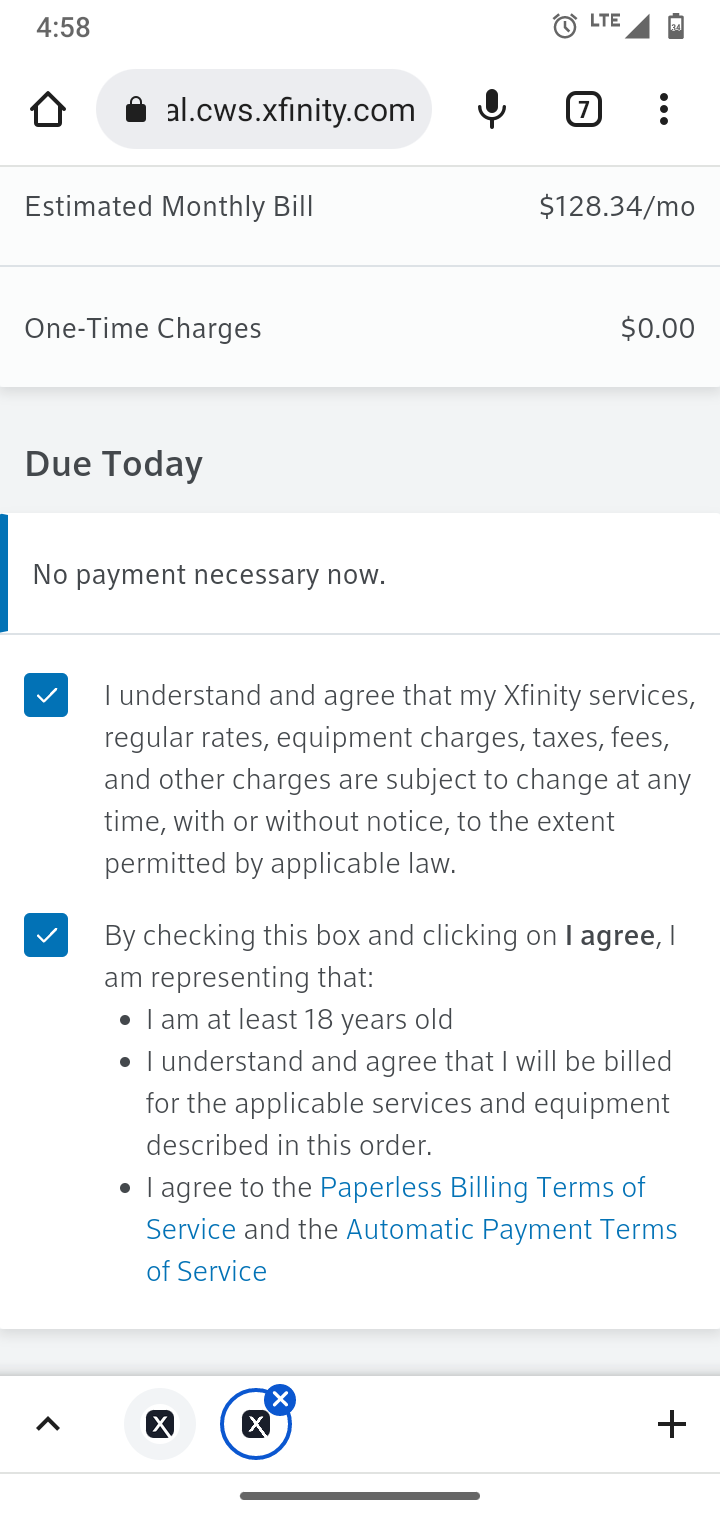 4:58
LTE
34
al.cws.xfinity.com
7
Estimated Monthly Bill $128.34/mo
One-Time Charges $0.00
Due Today
No payment necessary now.
I understand and agree that my Xfinity services,
regular rates, equipment charges, taxes, fees,
and other charges are subject to change at any
time, with or without notice, to the extent
permitted by applicable law.
By checking this box and clicking on I agree, I
am representing that:
• I am at least 18 years old
• I understand and agree that I will be billed
for the applicable services and equipment
described in this order.
• I agree to the Paperless Billing Terms of
Service and the Automatic Payment Terms
of Service
X X